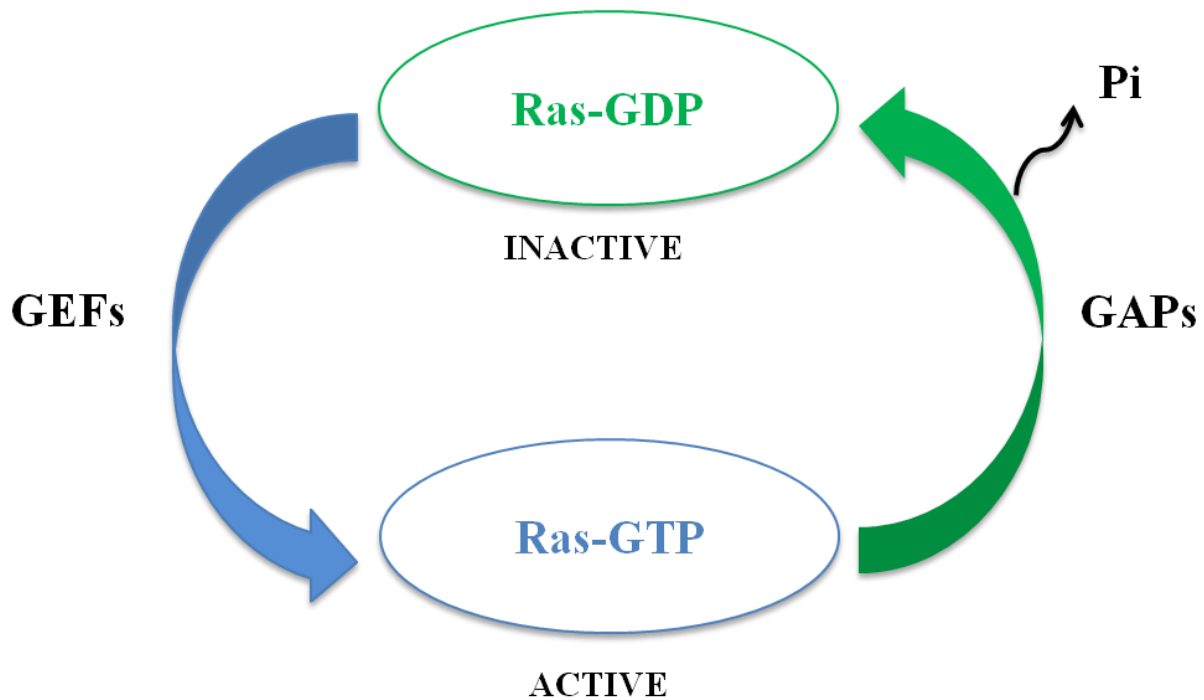 Ras-GDP
Pi
INACTIVE
GEFs
GAPs
Ras-GTP
ACTIVE